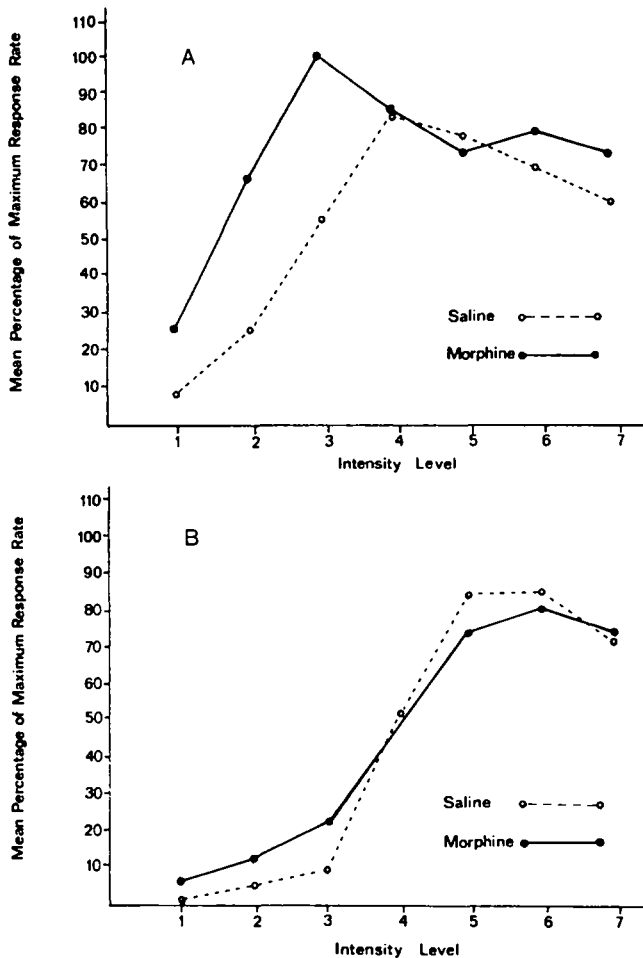 A
Mean Percentage of Maximum Response Rate
110
100
90
80
70
60
50
40
30
20
10
Saline
Morphine
1 2 3 4 5 6 7
Intensity Level
B
Mean Percentage of Maximum Response Rate
110
100
90
80
70
60
50
40
30
20
10
Saline
Morphine
1 2 3 4 5 6 7
Intensity Level